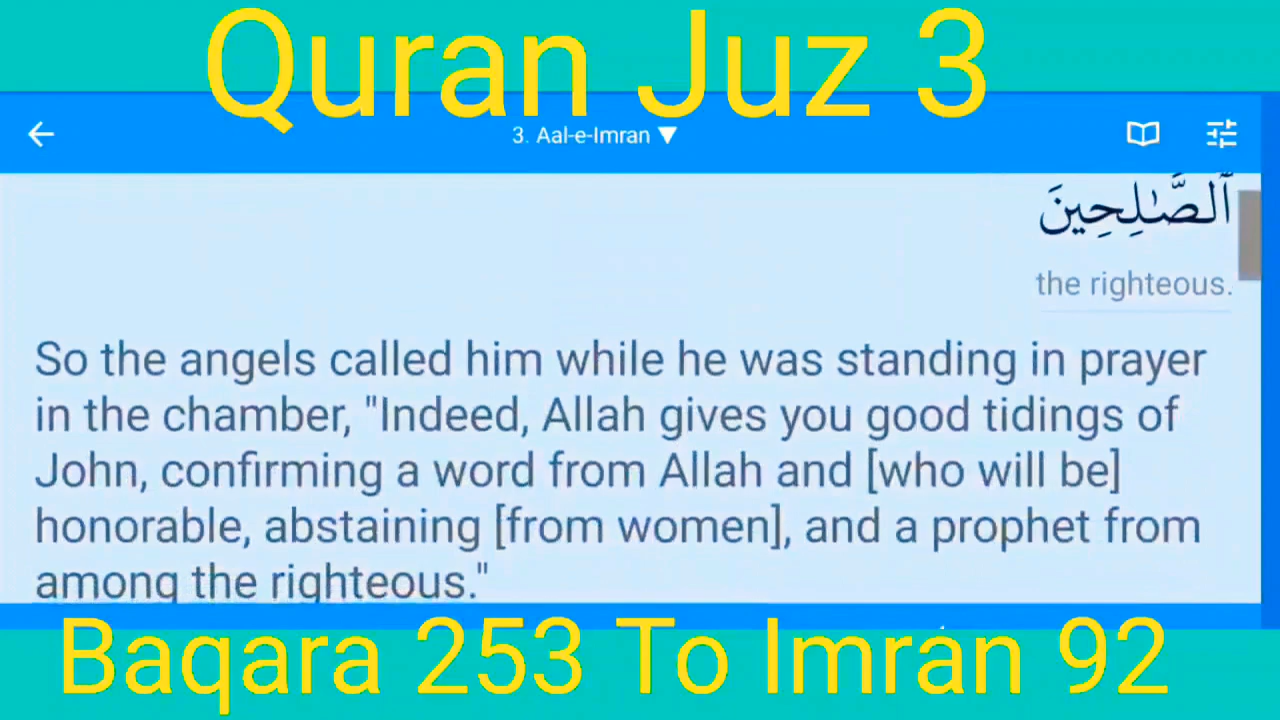 Quran Juz 3
3. Aal-e-Imran ▼
ٱلصَّـٰلِحِينَ
the righteous.
So the angels called him while he was standing in prayer
in the chamber, "Indeed, Allah gives you good tidings of
John, confirming a word from Allah and [who will be]
honorable, abstaining [from women], and a prophet from
among the righteous."
Baqara 253 To Imran 92